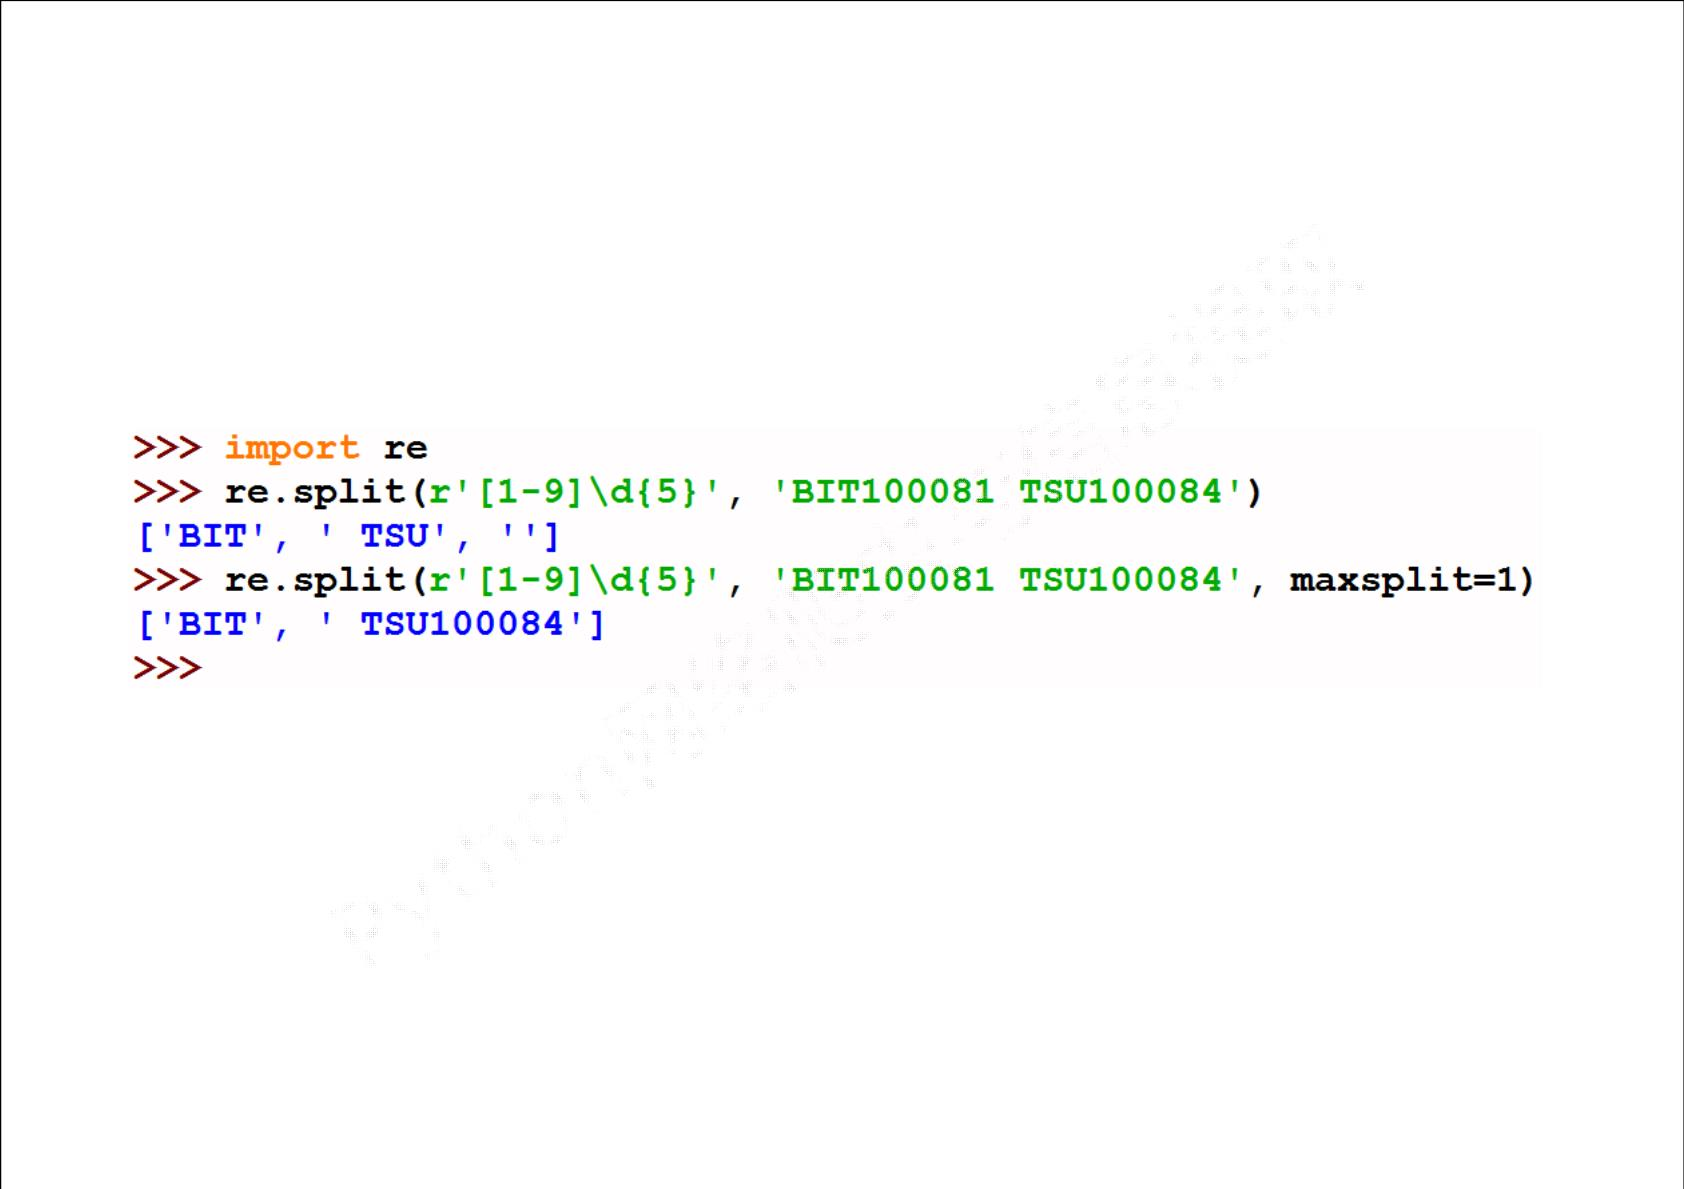 >>> import re
>>> re.split(r'[1-9]\d{5}', 'BIT100081 TSU100084')
['BIT', ' TSU', '']
>>> re.split(r'[1-9]\d{5}', 'BIT100081 TSU100084', maxsplit=1)
['BIT', ' TSU100084']
>>>